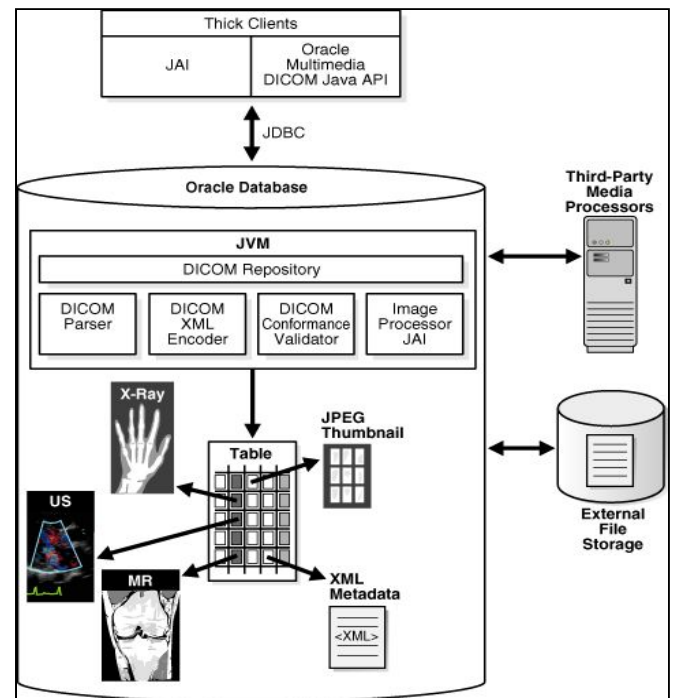 Thick Clients
JAI
Oracle
Multimedia
DICOM Java API
JDBC
Oracle Database
Third-Party
Media
Processors
JVM
DICOM Repository
DICOM
Parser
DICOM
XML
Encoder
DICOM
Conformance
Validator
Image
Processor
JAI
X-Ray
JPEG
Thumbnail
Table
US
MR
XML
Metadata
<XML>
External
File
Storage